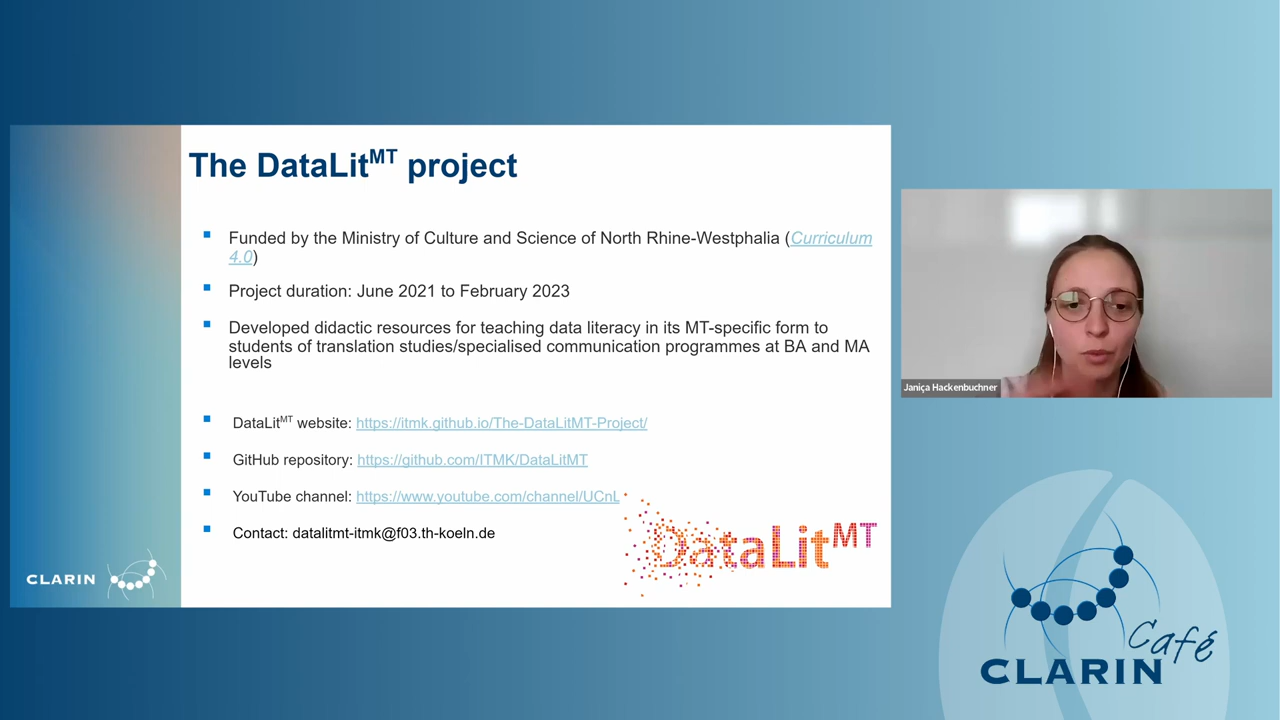 The DataLitMT project
Funded by the Ministry of Culture and Science of North Rhine-Westphalia (Curriculum
4.0)
Project duration: June 2021 to February 2023
Developed didactic resources for teaching data literacy in its MT-specific form to
students of translation studies/specialised communication programmes at BA and MA
levels
DataLitMT website: https://itmk.github.io/The-DataLitMT-Project/
GitHub repository: https://github.com/ITMK/DataLitMT
YouTube channel: https://www.youtube.com/channel/UCnL
Contact: datalitmt-itmk@f03.th-koeln.de
DataLitMT
CLARIN
Janiça Hackenbuchner
Café
CLARIN